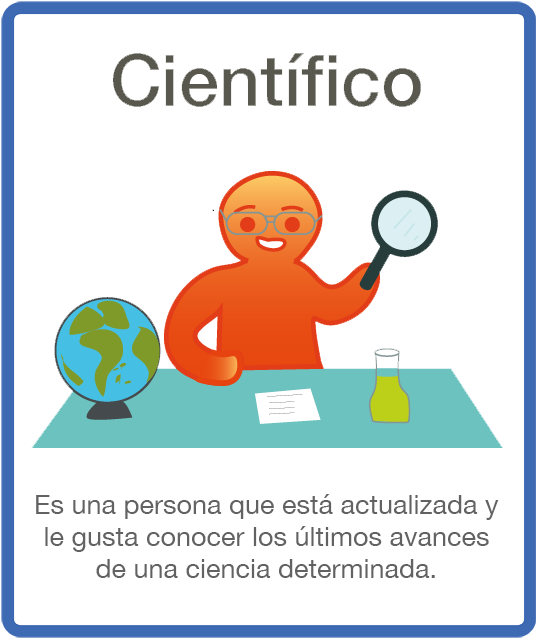 Científico
Es una persona que está actualizada y
le gusta conocer los últimos avances
de una ciencia determinada.